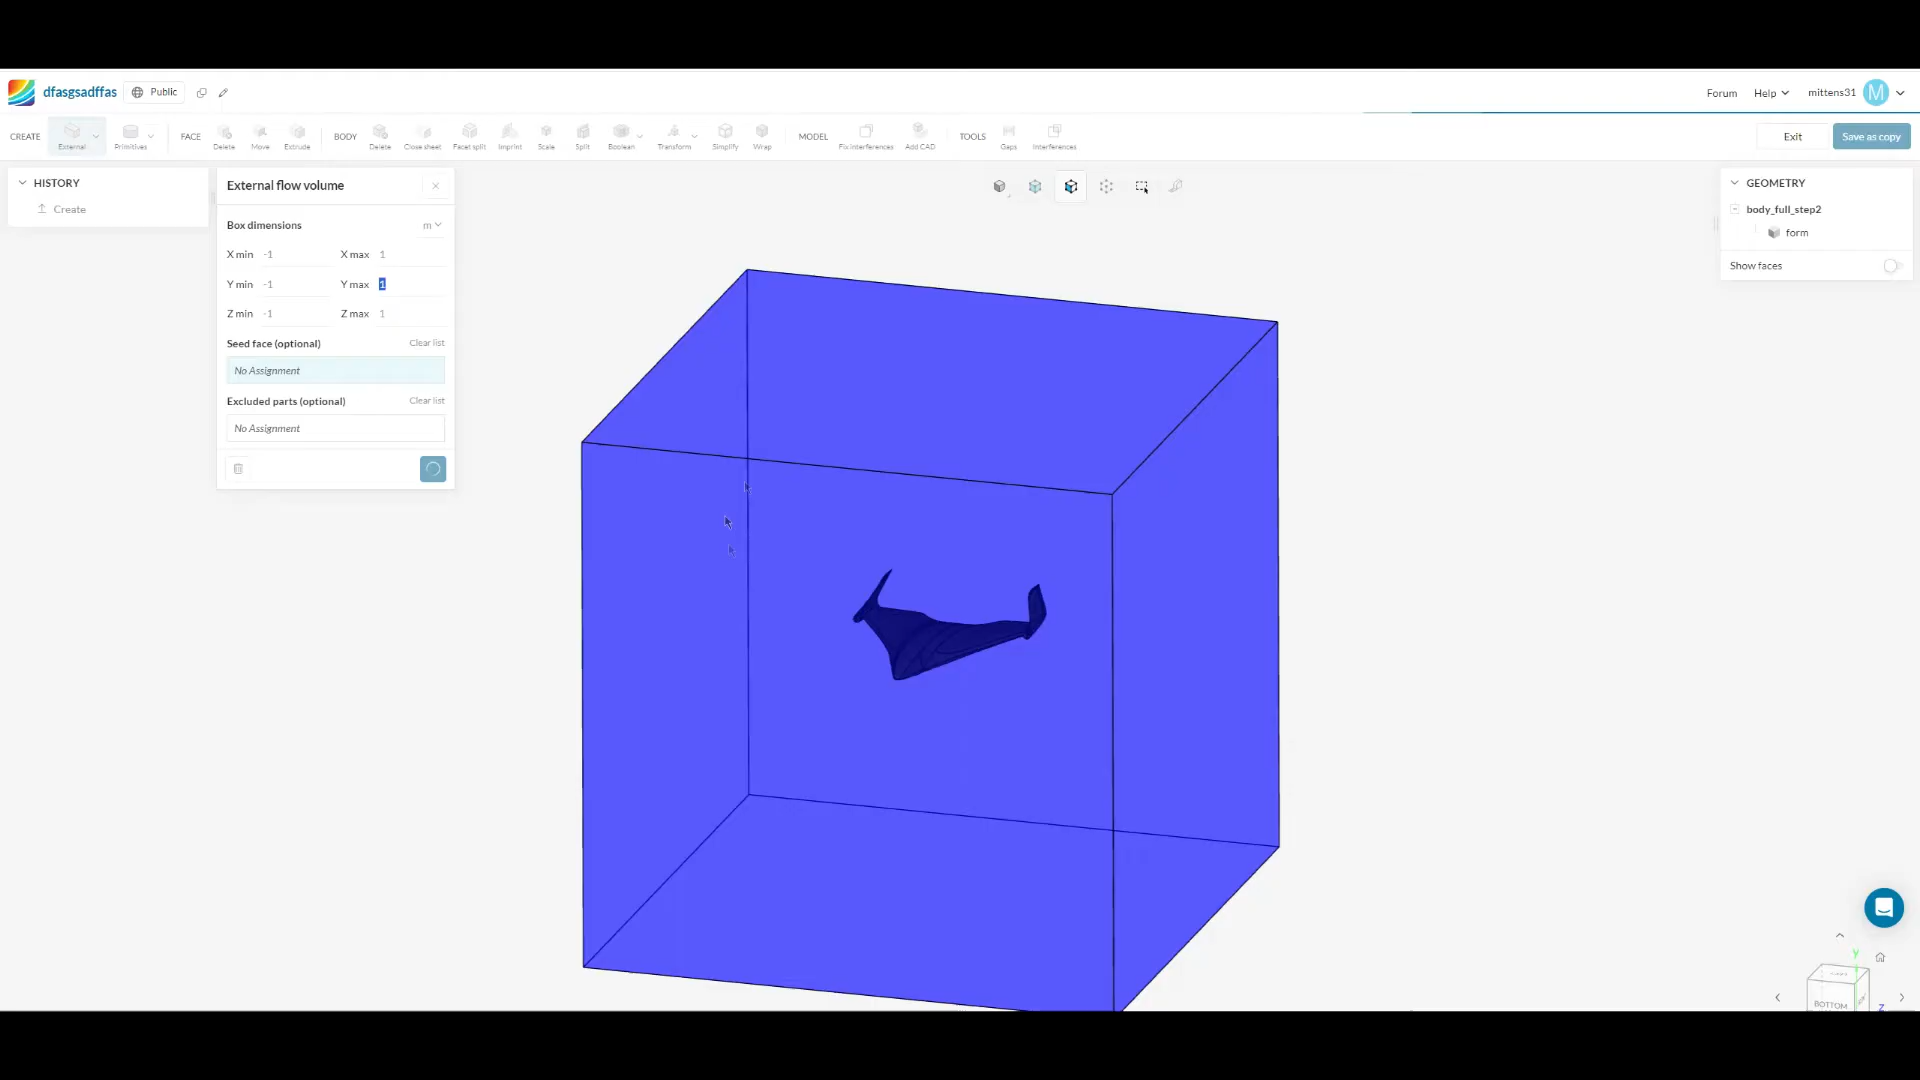 dfasgsadffas Public Forum Help mittens31 M
CREATE External Primitives FACE Delete Move Extrude BODY Delete Close sheet Facet split Imprint Scale Split Boolean Transform Simplify Wrap MODEL Fix interferences Add CAD TOOLS Gaps Interferences Exit Save as copy
HISTORY
Create
External flow volume
Box dimensions m
X min -1 X max 1
Y min -1 Y max 1
Z min -1 Z max 1
Seed face (optional) Clear list
No Assignment
Excluded parts (optional) Clear list
No Assignment
GEOMETRY
body_full_step2
form
Show faces
Y
BOTTOM
Z